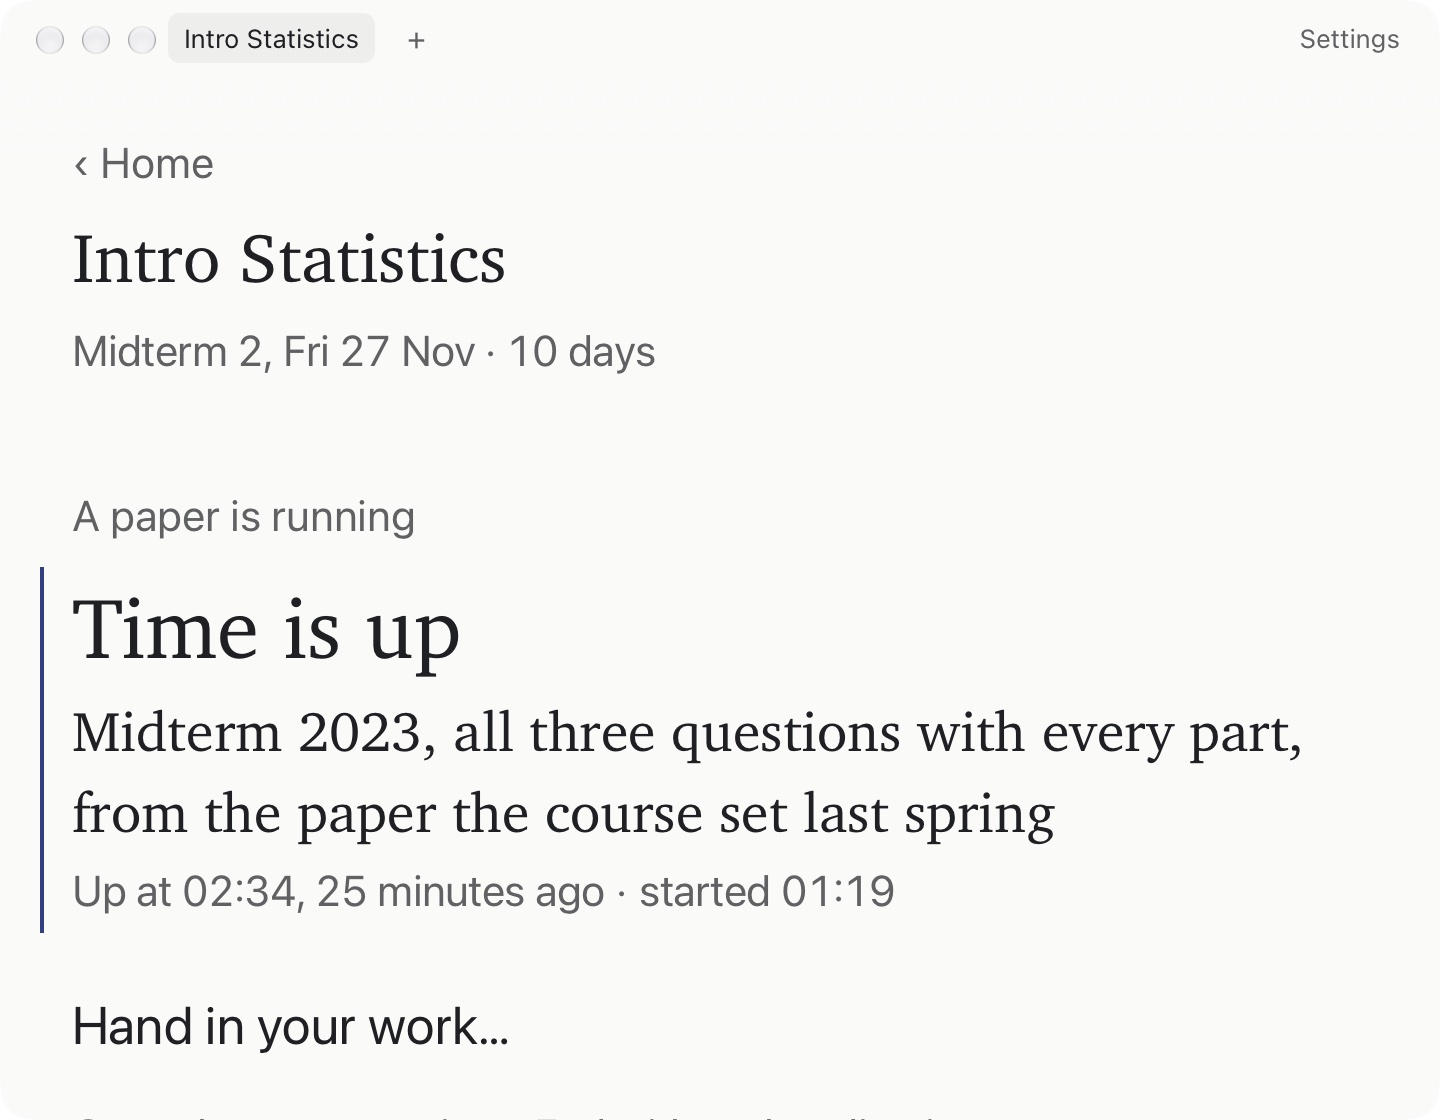 Intro Statistics
+
Settings
‹ Home
Intro Statistics
Midterm 2, Fri 27 Nov · 10 days
A paper is running
Time is up
Midterm 2023, all three questions with every part,
from the paper the course set last spring
Up at 02:34, 25 minutes ago · started 01:19
Hand in your work…